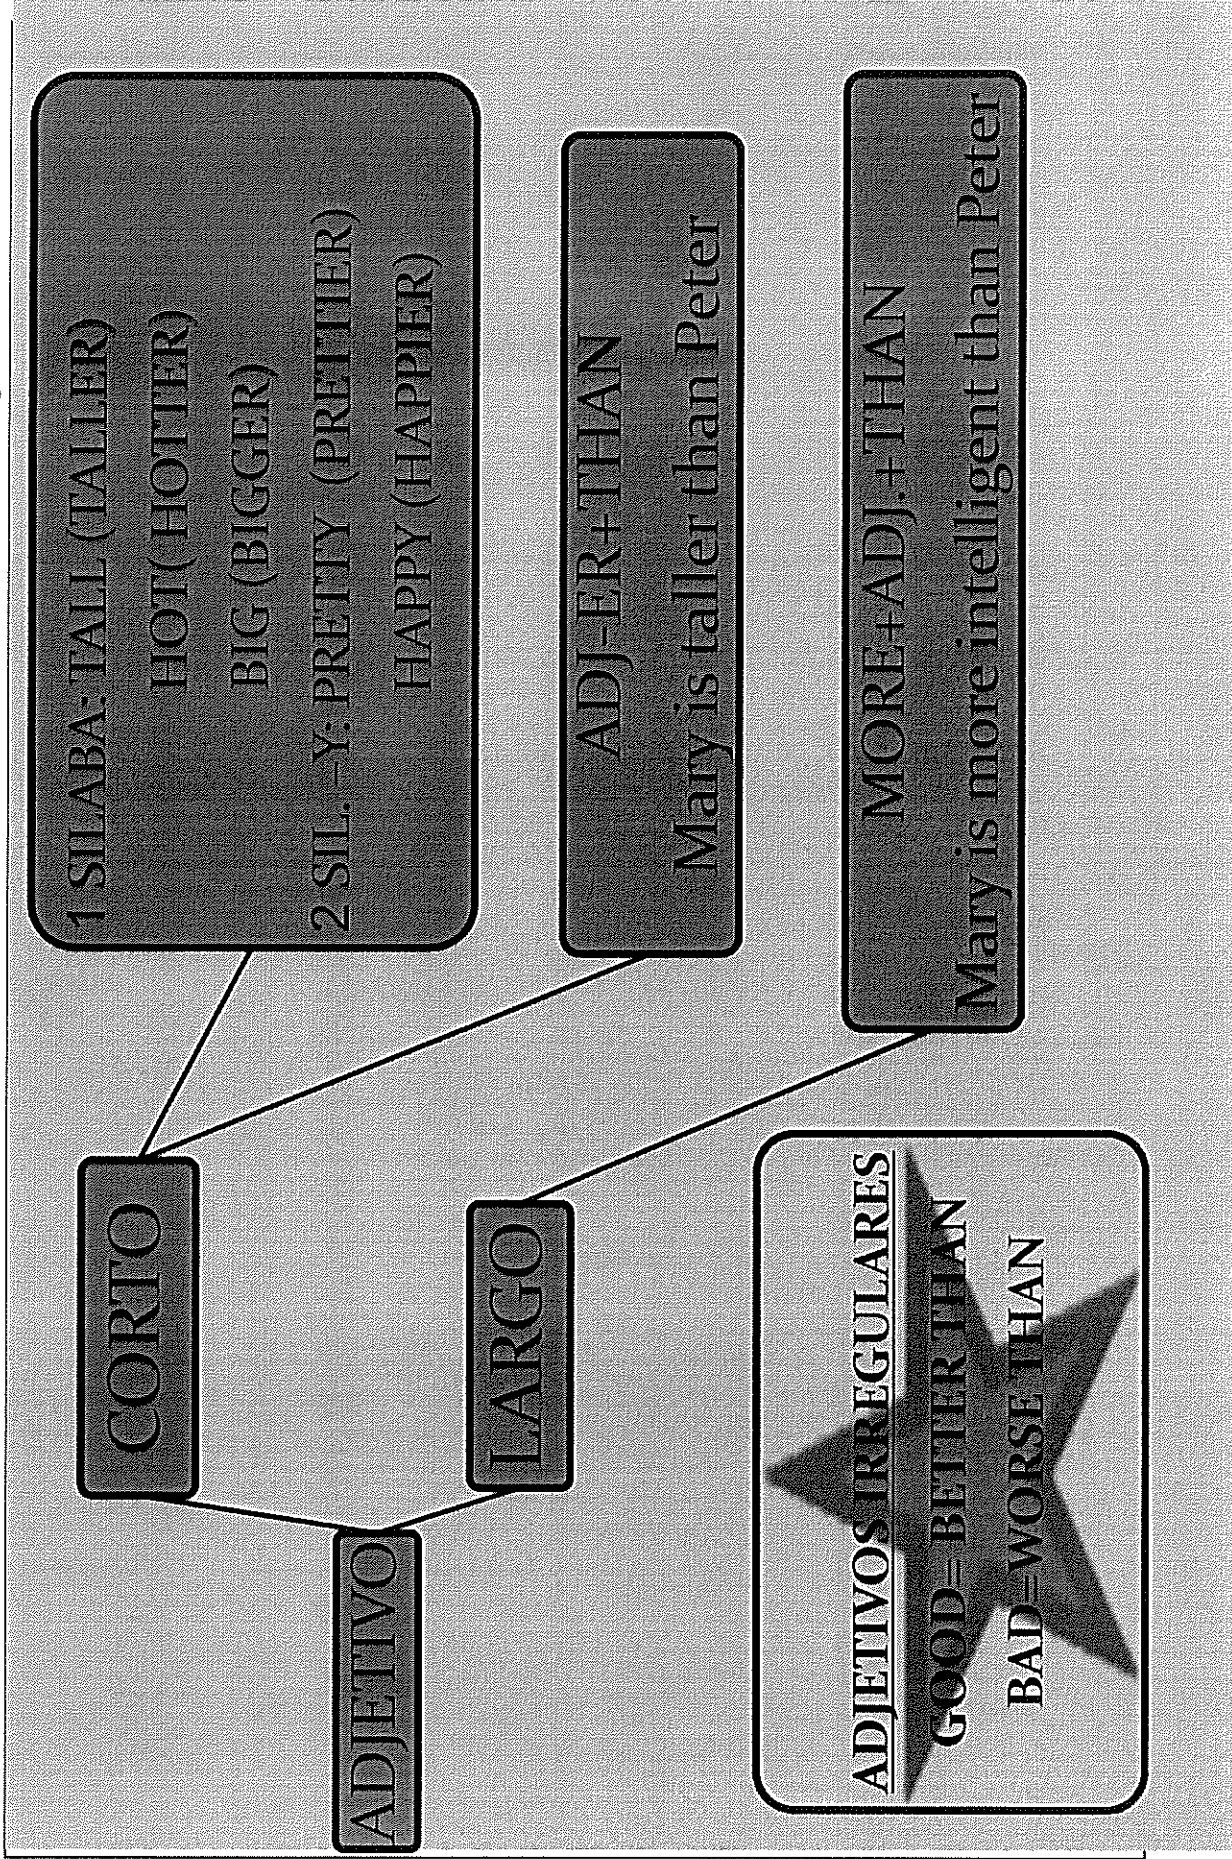 ADJETIVO
CORTO
1 SILABA: TALL (TALLER)
HOT( HOTTER)
BIG (BIGGER)
2 SIL. –Y: PRETTY (PRETTIER)
HAPPY (HAPPIER)
ADJ-ER+THAN
Mary is taller than Peter
LARGO
MORE+ADJ.+THAN
Mary is more intelligent than Peter
ADJETIVOS IRREGULARES
GOOD= BETTER THAN
BAD=WORSE THAN